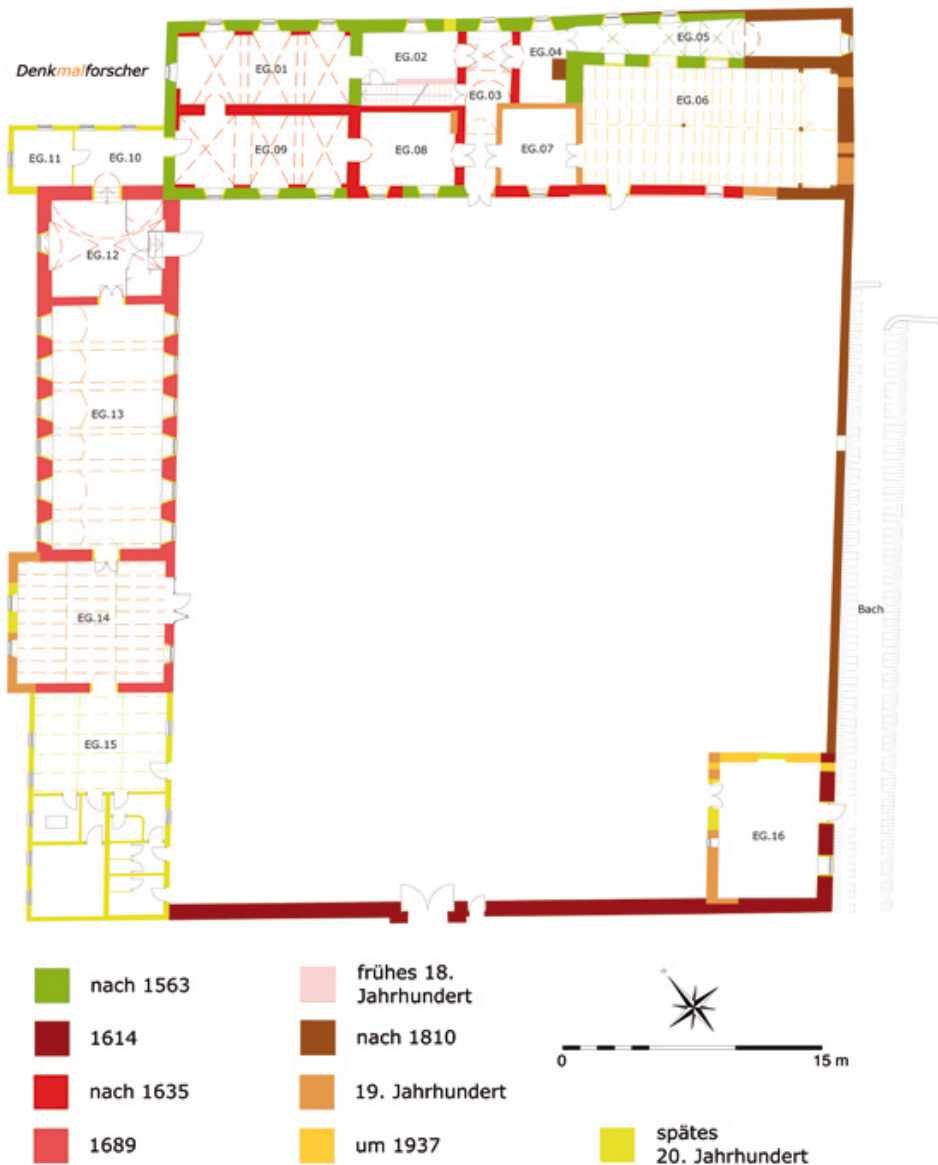 Denkmalforscher
EG.01
EG.02
EG.03
EG.04
EG.05
EG.06
EG.11
EG.10
EG.09
EG.08
EG.07
EG.12
EG.13
EG.14
Bach
EG.15
EG.16
nach 1563
1614
nach 1635
1689
frühes 18.
Jahrhundert
nach 1810
19. Jahrhundert
um 1937
0 15 m
spätes
20. Jahrhundert